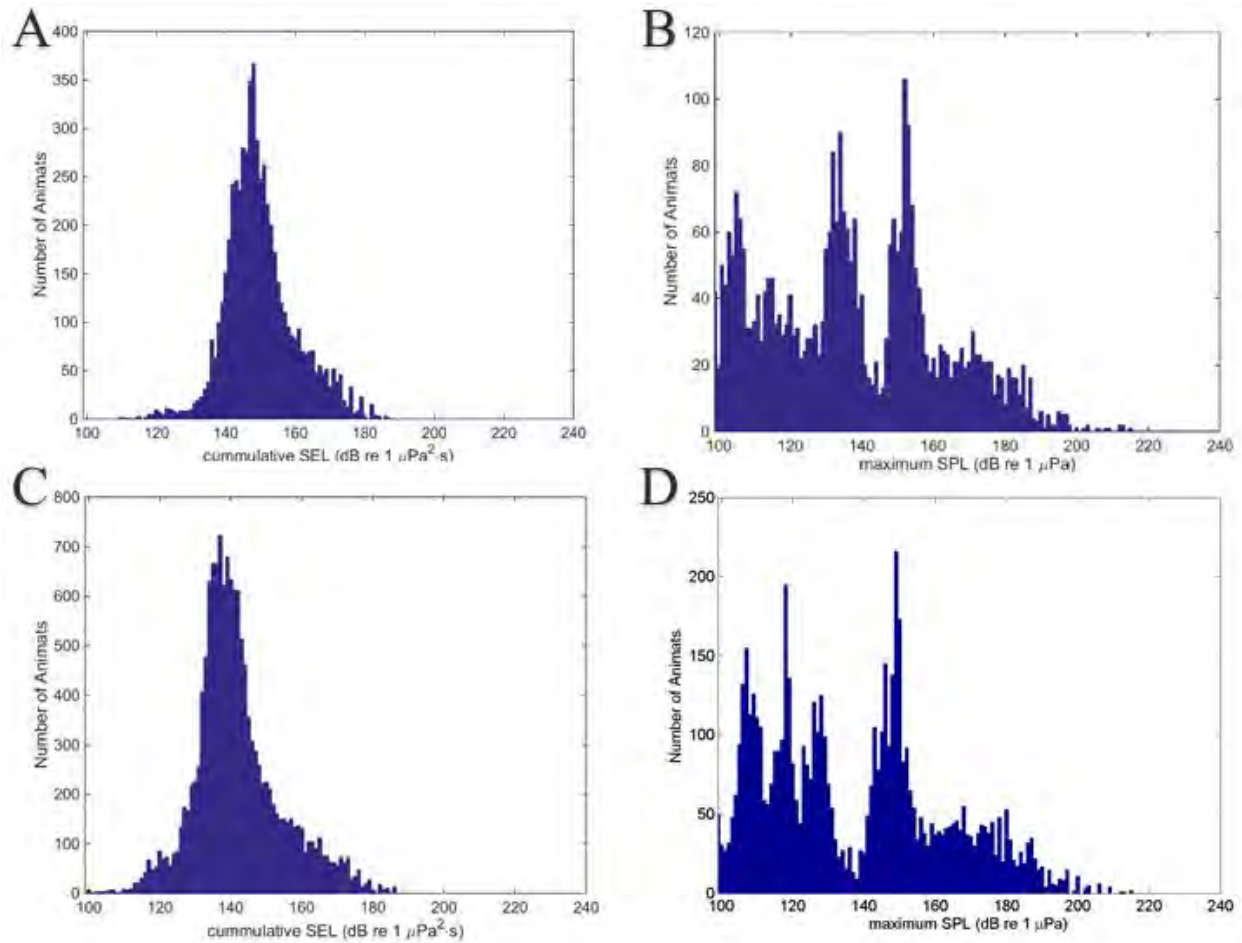 A
400
350
300
250
200
150
100
50
0
Number of Animats
100 120 140 160 180 200 220 240
cummulative SEL (dB re 1 μPa²·s)
B
120
100
80
60
40
20
0
Number of Animats
100 120 140 160 180 200 220 240
maximum SPL (dB re 1 μPa)
C
800
700
600
500
400
300
200
100
0
Number of Animats
100 120 140 160 180 200 220 240
cummulative SEL (dB re 1 μPa²·s)
D
250
200
150
100
50
0
Number of Animats
100 120 140 160 180 200 220 240
maximum SPL (dB re 1 μPa)